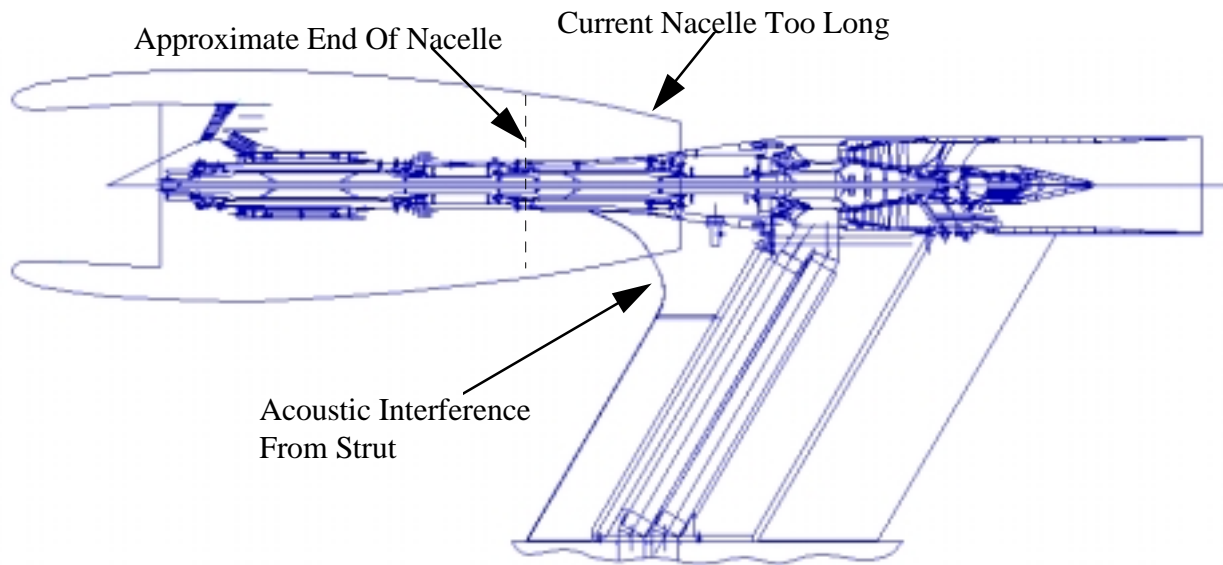 Approximate End Of Nacelle
Current Nacelle Too Long
Acoustic Interference
From Strut